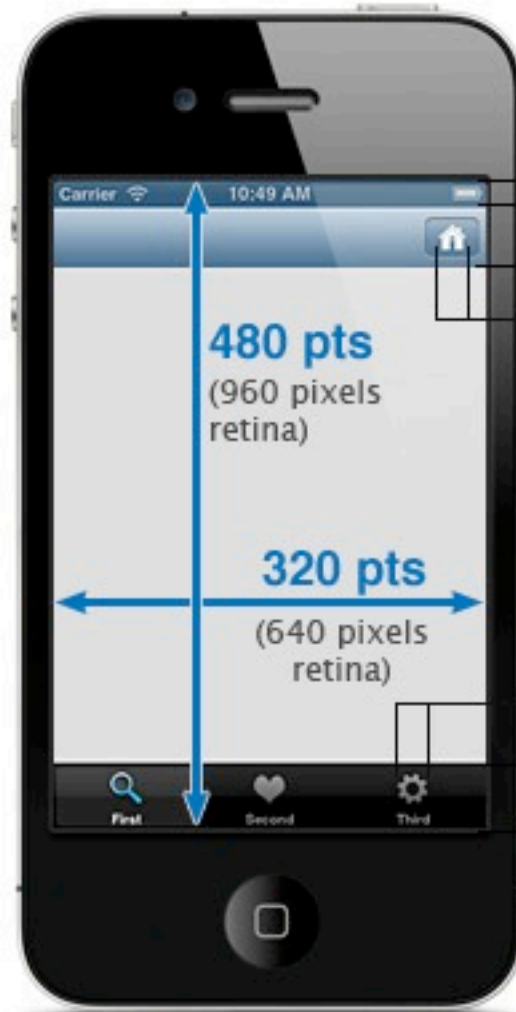 Carrier 10:49 AM
480 pts
(960 pixels
retina)
320 pts
(640 pixels
retina)
First Second Third